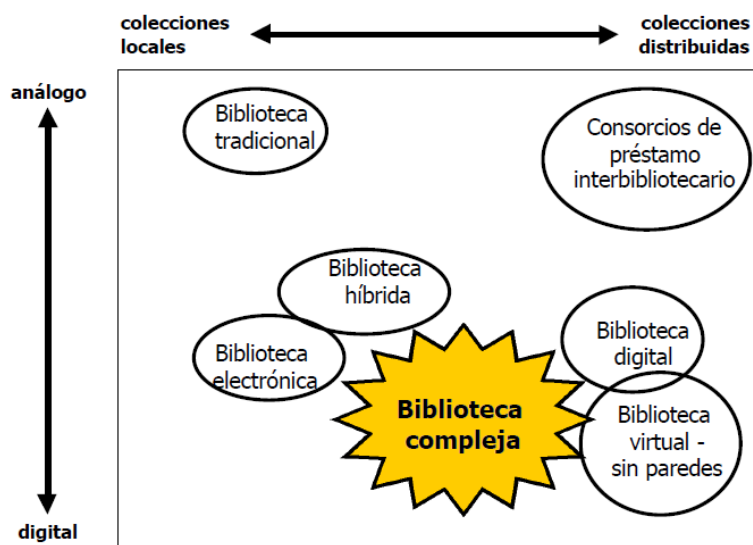 colecciones
locales
colecciones
distribuidas
análogo
Biblioteca
tradicional
Consorcios de
préstamo
interbibliotecario
Biblioteca
híbrida
Biblioteca
electrónica
Biblioteca
digital
Biblioteca
compleja
Biblioteca
virtual -
sin paredes
digital